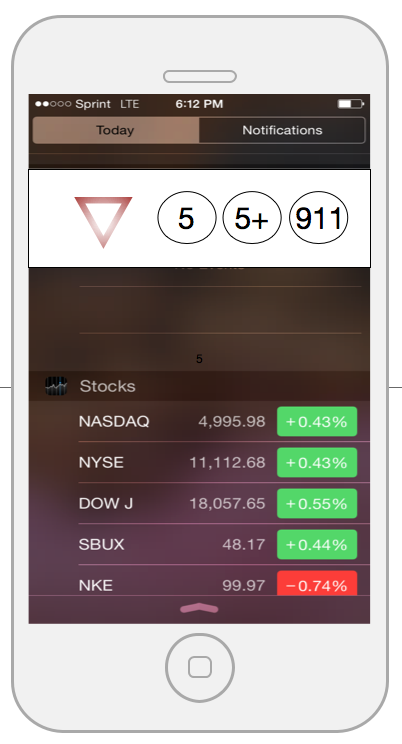 Sprint LTE 6:12 PM
Today Notifications
5 5+ 911
5
Stocks
NASDAQ 4,995.98 +0.43%
NYSE 11,112.68 +0.43%
DOW J 18,057.65 +0.55%
SBUX 48.17 +0.44%
NKE 99.97 −0.74%